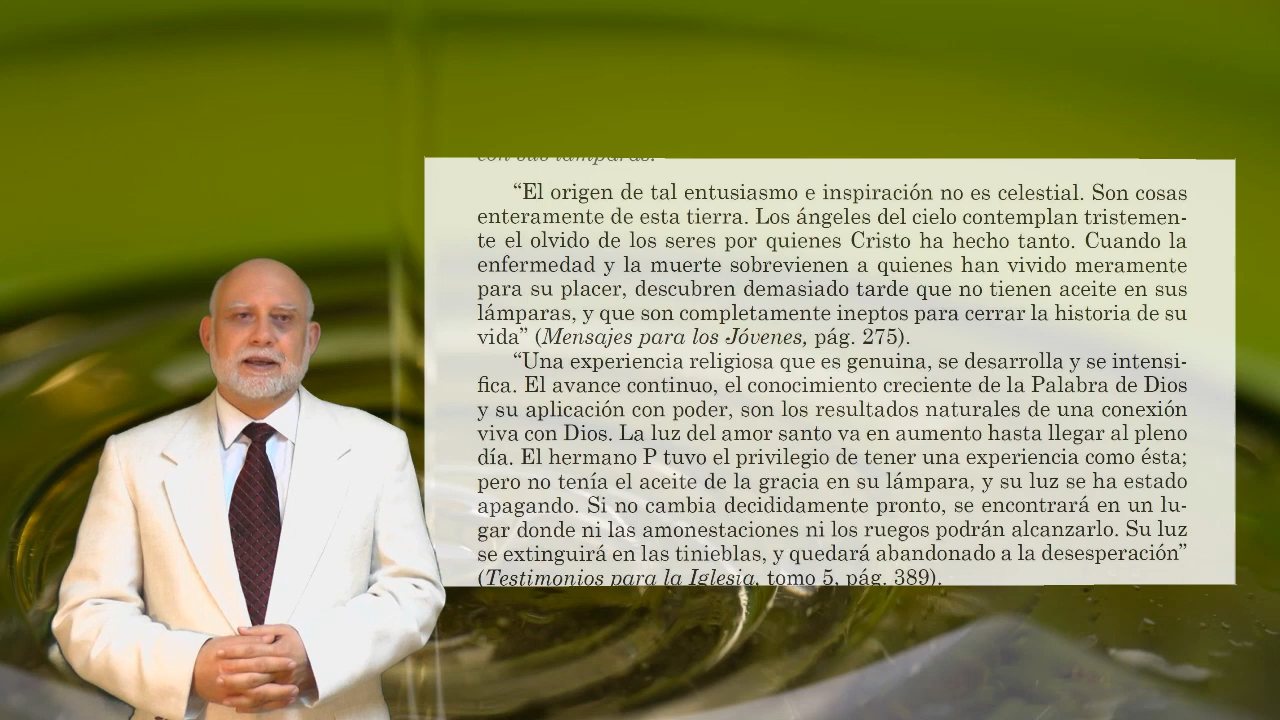 con sus lámparas.
“El origen de tal entusiasmo e inspiración no es celestial. Son cosas
enteramente de esta tierra. Los ángeles del cielo contemplan tristemen-
te el olvido de los seres por quienes Cristo ha hecho tanto. Cuando la
enfermedad y la muerte sobrevienen a quienes han vivido meramente
para su placer, descubren demasiado tarde que no tienen aceite en sus
lámparas, y que son completamente ineptos para cerrar la historia de su
vida” (Mensajes para los Jóvenes, pág. 275).
“Una experiencia religiosa que es genuina, se desarrolla y se intensi-
fica. El avance continuo, el conocimiento creciente de la Palabra de Dios
y su aplicación con poder, son los resultados naturales de una conexión
viva con Dios. La luz del amor santo va en aumento hasta llegar al pleno
día. El hermano P tuvo el privilegio de tener una experiencia como ésta;
pero no tenía el aceite de la gracia en su lámpara, y su luz se ha estado
apagando. Si no cambia decididamente pronto, se encontrará en un lu-
gar donde ni las amonestaciones ni los ruegos podrán alcanzarlo. Su luz
se extinguirá en las tinieblas, y quedará abandonado a la desesperación”
(Testimonios para la Iglesia, tomo 5, pág. 389).